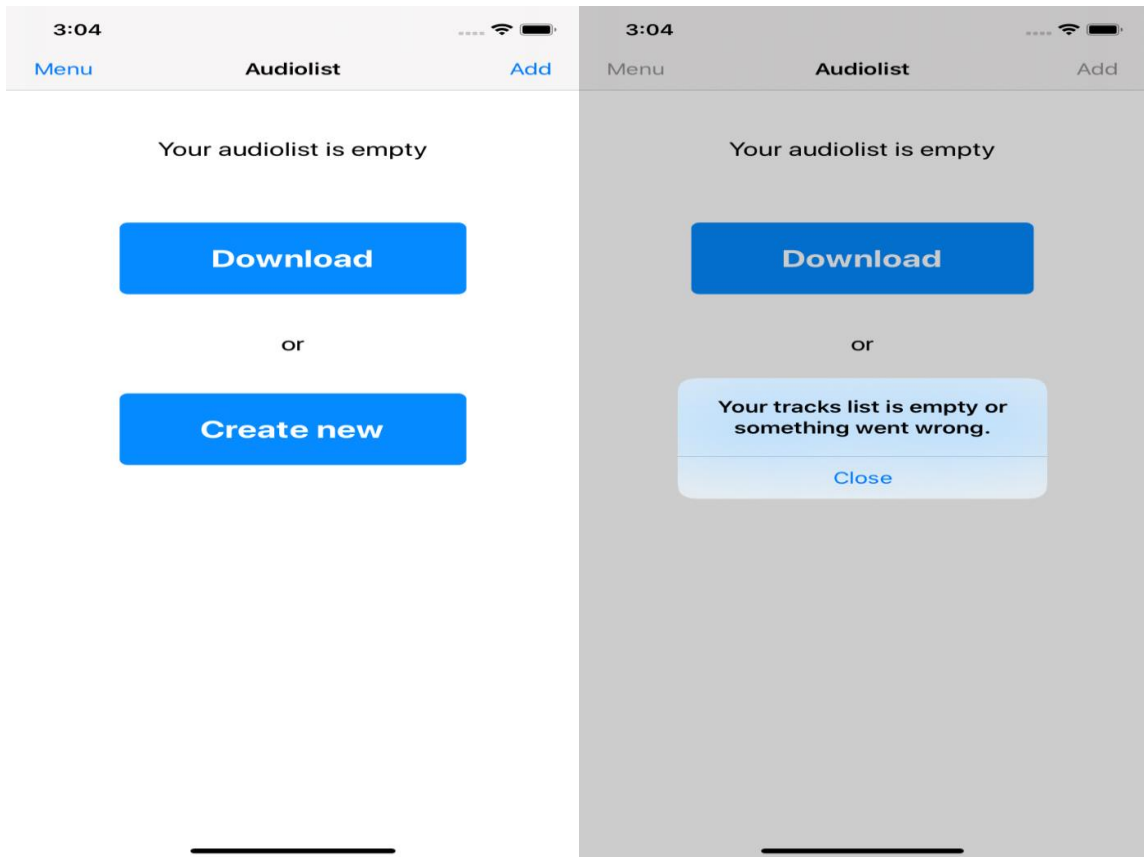 3:04
Menu Audiolist Add
Your audiolist is empty
Download
or
Create new
3:04
Menu Audiolist Add
Your audiolist is empty
Download
or
Your tracks list is empty or
something went wrong.
Close